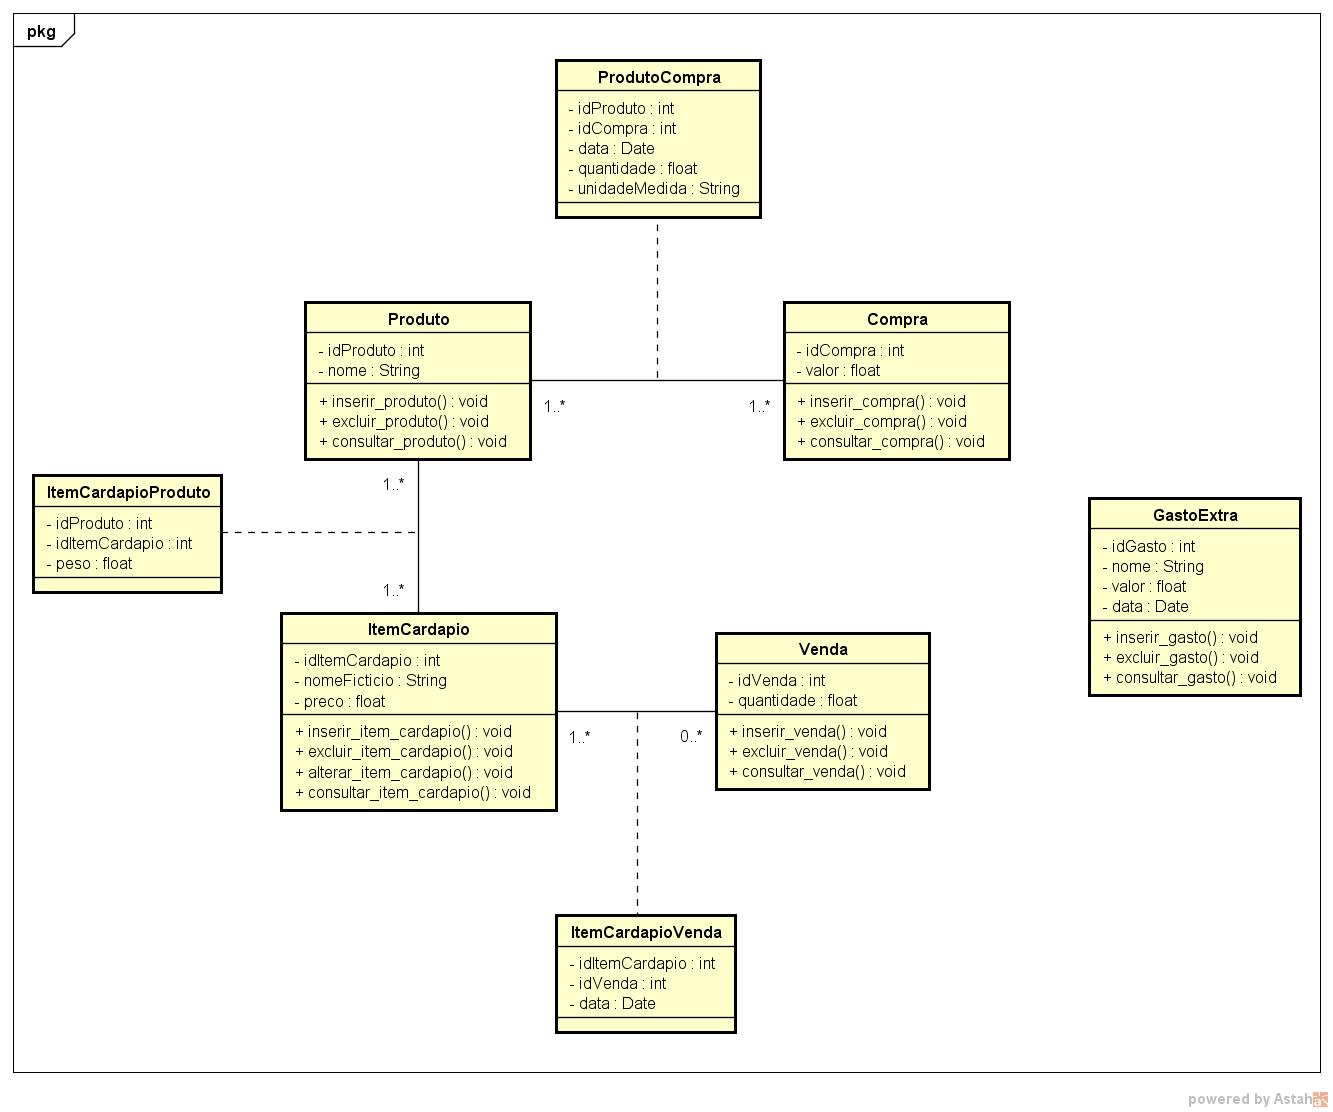 pkg
ProdutoCompra
- idProduto : int
- idCompra : int
- data : Date
- quantidade : float
- unidadeMedida : String
Produto
- idProduto : int
- nome : String
+ inserir_produto() : void
+ excluir_produto() : void
+ consultar_produto() : void
Compra
- idCompra : int
- valor : float
+ inserir_compra() : void
+ excluir_compra() : void
+ consultar_compra() : void
1..*
1..*
1..*
ItemCardapioProduto
- idProduto : int
- idItemCardapio : int
- peso : float
1..*
GastoExtra
- idGasto : int
- nome : String
- valor : float
- data : Date
+ inserir_gasto() : void
+ excluir_gasto() : void
+ consultar_gasto() : void
ItemCardapio
- idItemCardapio : int
- nomeFicticio : String
- preco : float
+ inserir_item_cardapio() : void
+ excluir_item_cardapio() : void
+ alterar_item_cardapio() : void
+ consultar_item_cardapio() : void
1..*
0..*
Venda
- idVenda : int
- quantidade : float
+ inserir_venda() : void
+ excluir_venda() : void
+ consultar_venda() : void
ItemCardapioVenda
- idItemCardapio : int
- idVenda : int
- data : Date
powered by Astah